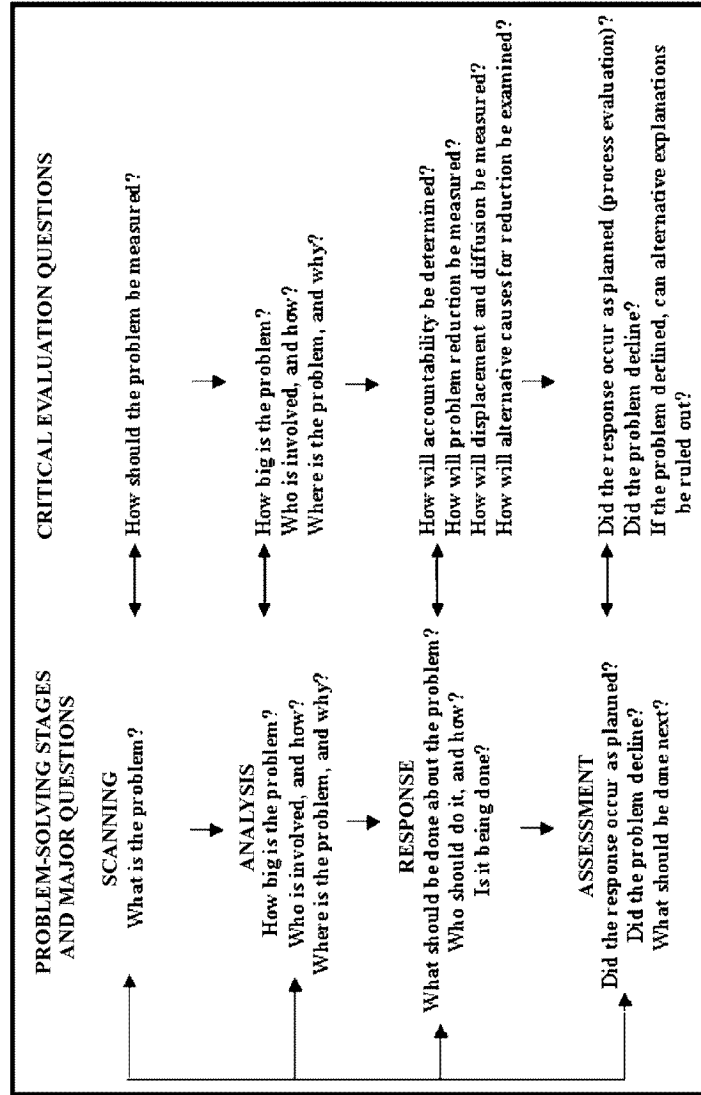 PROBLEM-SOLVING STAGES
AND MAJOR QUESTIONS
CRITICAL EVALUATION QUESTIONS
SCANNING
What is the problem?
How should the problem be measured?
ANALYSIS
How big is the problem?
Who is involved, and how?
Where is the problem, and why?
How big is the problem?
Who is involved, and how?
Where is the problem, and why?
RESPONSE
What should be done about the problem?
Who should do it, and how?
Is it being done?
How will accountability be determined?
How will problem reduction be measured?
How will displacement and diffusion be measured?
How will alternative causes for reduction be examined?
ASSESSMENT
Did the response occur as planned?
Did the problem decline?
What should be done next?
Did the response occur as planned (process evaluation)?
Did the problem decline?
If the problem declined, can alternative explanations
be ruled out?